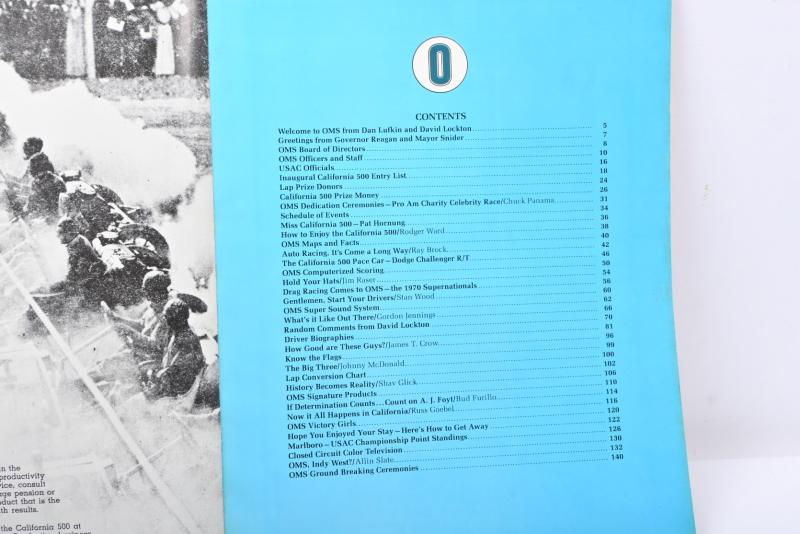 O
CONTENTS
Welcome to OMS from Dan Lufkin and David Lockton 5
Greetings from Governor Reagan and Mayor Snider 7
OMS Board of Directors 8
OMS Officers and Staff 10
USAC Officials 16
Inaugural California 500 Entry List 18
Lap Prize Donors 24
California 500 Prize Money 26
OMS Dedication Ceremonies—Pro Am Charity Celebrity Race/Chuck Panama 31
Schedule of Events 34
Miss California 500—Pat Hornung 36
How to Enjoy the California 500/Rodger Ward 38
OMS Maps and Facts 40
Auto Racing, It's Come a Long Way/Ray Brock 42
The California 500 Pace Car—Dodge Challenger R/T 46
OMS Computerized Scoring 50
Hold Your Hats/Jim Raser 54
Drag Racing Comes to OMS—the 1970 Supernationals 56
Gentlemen, Start Your Drivers/Stan Wood 60
OMS Super Sound System 62
What's it Like Out There/Gordon Jennings 66
Random Comments from David Lockton 70
Driver Biographies 81
How Good are These Guys?/James T. Crow 96
Know the Flags 99
The Big Three/Johnny McDonald 100
Lap Conversion Chart 102
History Becomes Reality/Shav Glick 106
OMS Signature Products 110
If Determination Counts...Count on A. J. Foyt/Bud Furillo 114
Now it All Happens in California/Russ Goebel 116
OMS Victory Girls 120
Hope You Enjoyed Your Stay—Here's How to Get Away 122
Marlboro—USAC Championship Point Standings 126
Closed Circuit Color Television 130
OMS, Indy West?/Allin Slate 132
OMS Ground Breaking Ceremonies 140
n the
productivity
vice, consult
rge pension or
duct that is the
th results.
the California 500 at